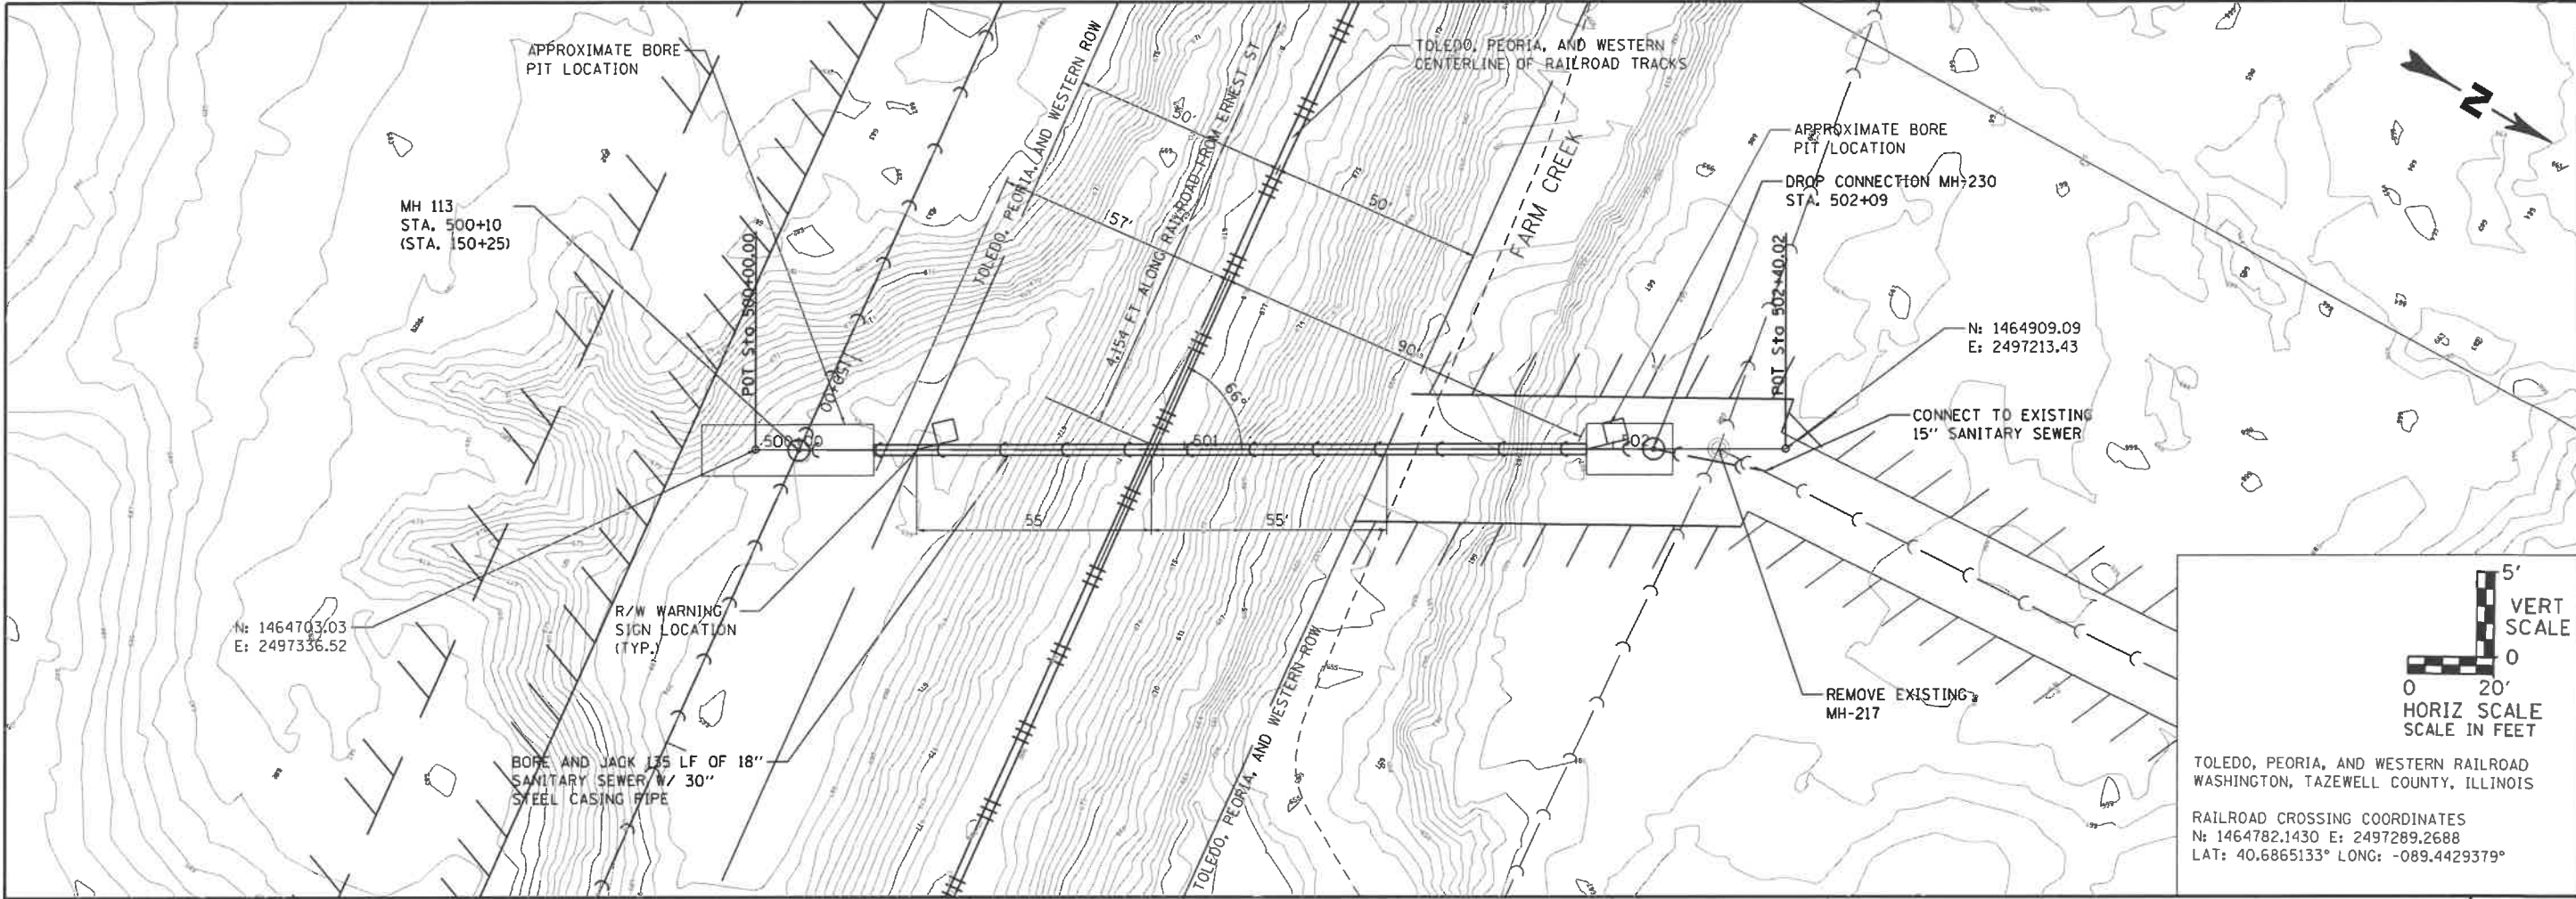 APPROXIMATE BORE
PIT LOCATION
MH 113
STA. 500+10
(STA. 150+25)
POT Sta 500+00.00
150+00
TOLEDO, PEORIA, AND WESTERN ROW
4,154 FT ALONG RAILROAD FROM ERNEST ST
TOLEDO, PEORIA, AND WESTERN
CENTERLINE OF RAILROAD TRACKS
50'
50'
57'
90'
66°
FARM CREEK
APPROXIMATE BORE
PIT LOCATION
DROP CONNECTION MH-230
STA. 502+09
POT Sta 502+40.02
N: 1464909.09
E: 2497213.43
CONNECT TO EXISTING
15" SANITARY SEWER
N
500+00
501
502
55'
55'
N: 1464703.03
E: 2497336.52
R/W WARNING
SIGN LOCATION
(TYP.)
BORE AND JACK 135 LF OF 18"
SANITARY SEWER W/ 30"
STEEL CASING PIPE
TOLEDO, PEORIA, AND WESTERN ROW
REMOVE EXISTING
MH-217
5'
VERT
SCALE
0
0 20'
HORIZ SCALE
SCALE IN FEET
TOLEDO, PEORIA, AND WESTERN RAILROAD
WASHINGTON, TAZEWELL COUNTY, ILLINOIS
RAILROAD CROSSING COORDINATES
N: 1464782.1430 E: 2497289.2688
LAT: 40.6865133° LONG: -089.4429379°